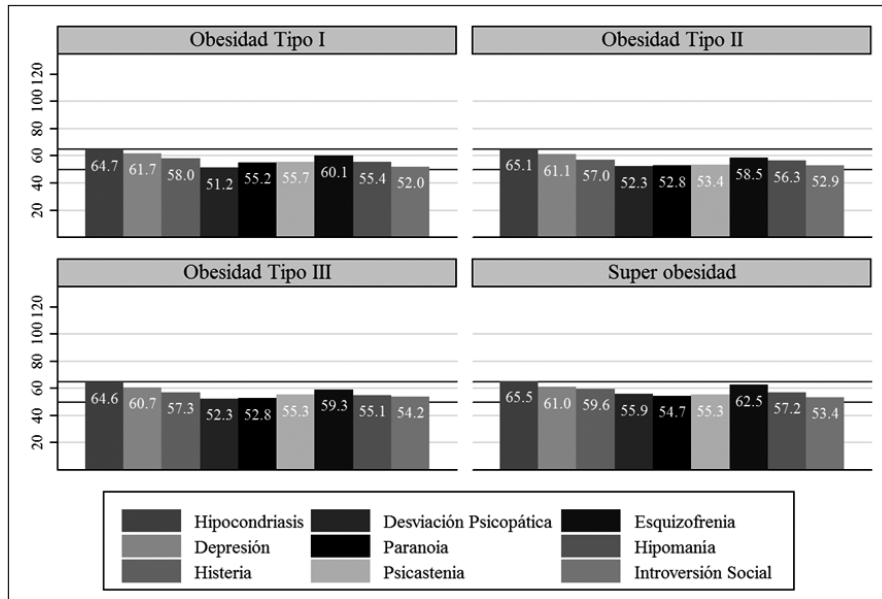 Obesidad Tipo I
Obesidad Tipo II
20 40 60 80 100 120
64.7 61.7 58.0 51.2 55.2 55.7 60.1 55.4 52.0
65.1 61.1 57.0 52.3 52.8 53.4 58.5 56.3 52.9
Obesidad Tipo III
Super obesidad
20 40 60 80 100 120
64.6 60.7 57.3 52.3 52.8 55.3 59.3 55.1 54.2
65.5 61.0 59.6 55.9 54.7 55.3 62.5 57.2 53.4
Hipocondriasis Desviación Psicopática Esquizofrenia
Depresión Paranoia Hipomanía
Histeria Psicastenia Introversión Social